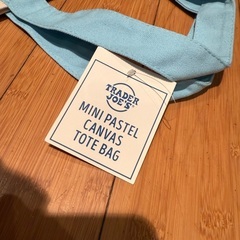 TRADER
JOE'S
MINI PASTEL
CANVAS
TOTE BAG